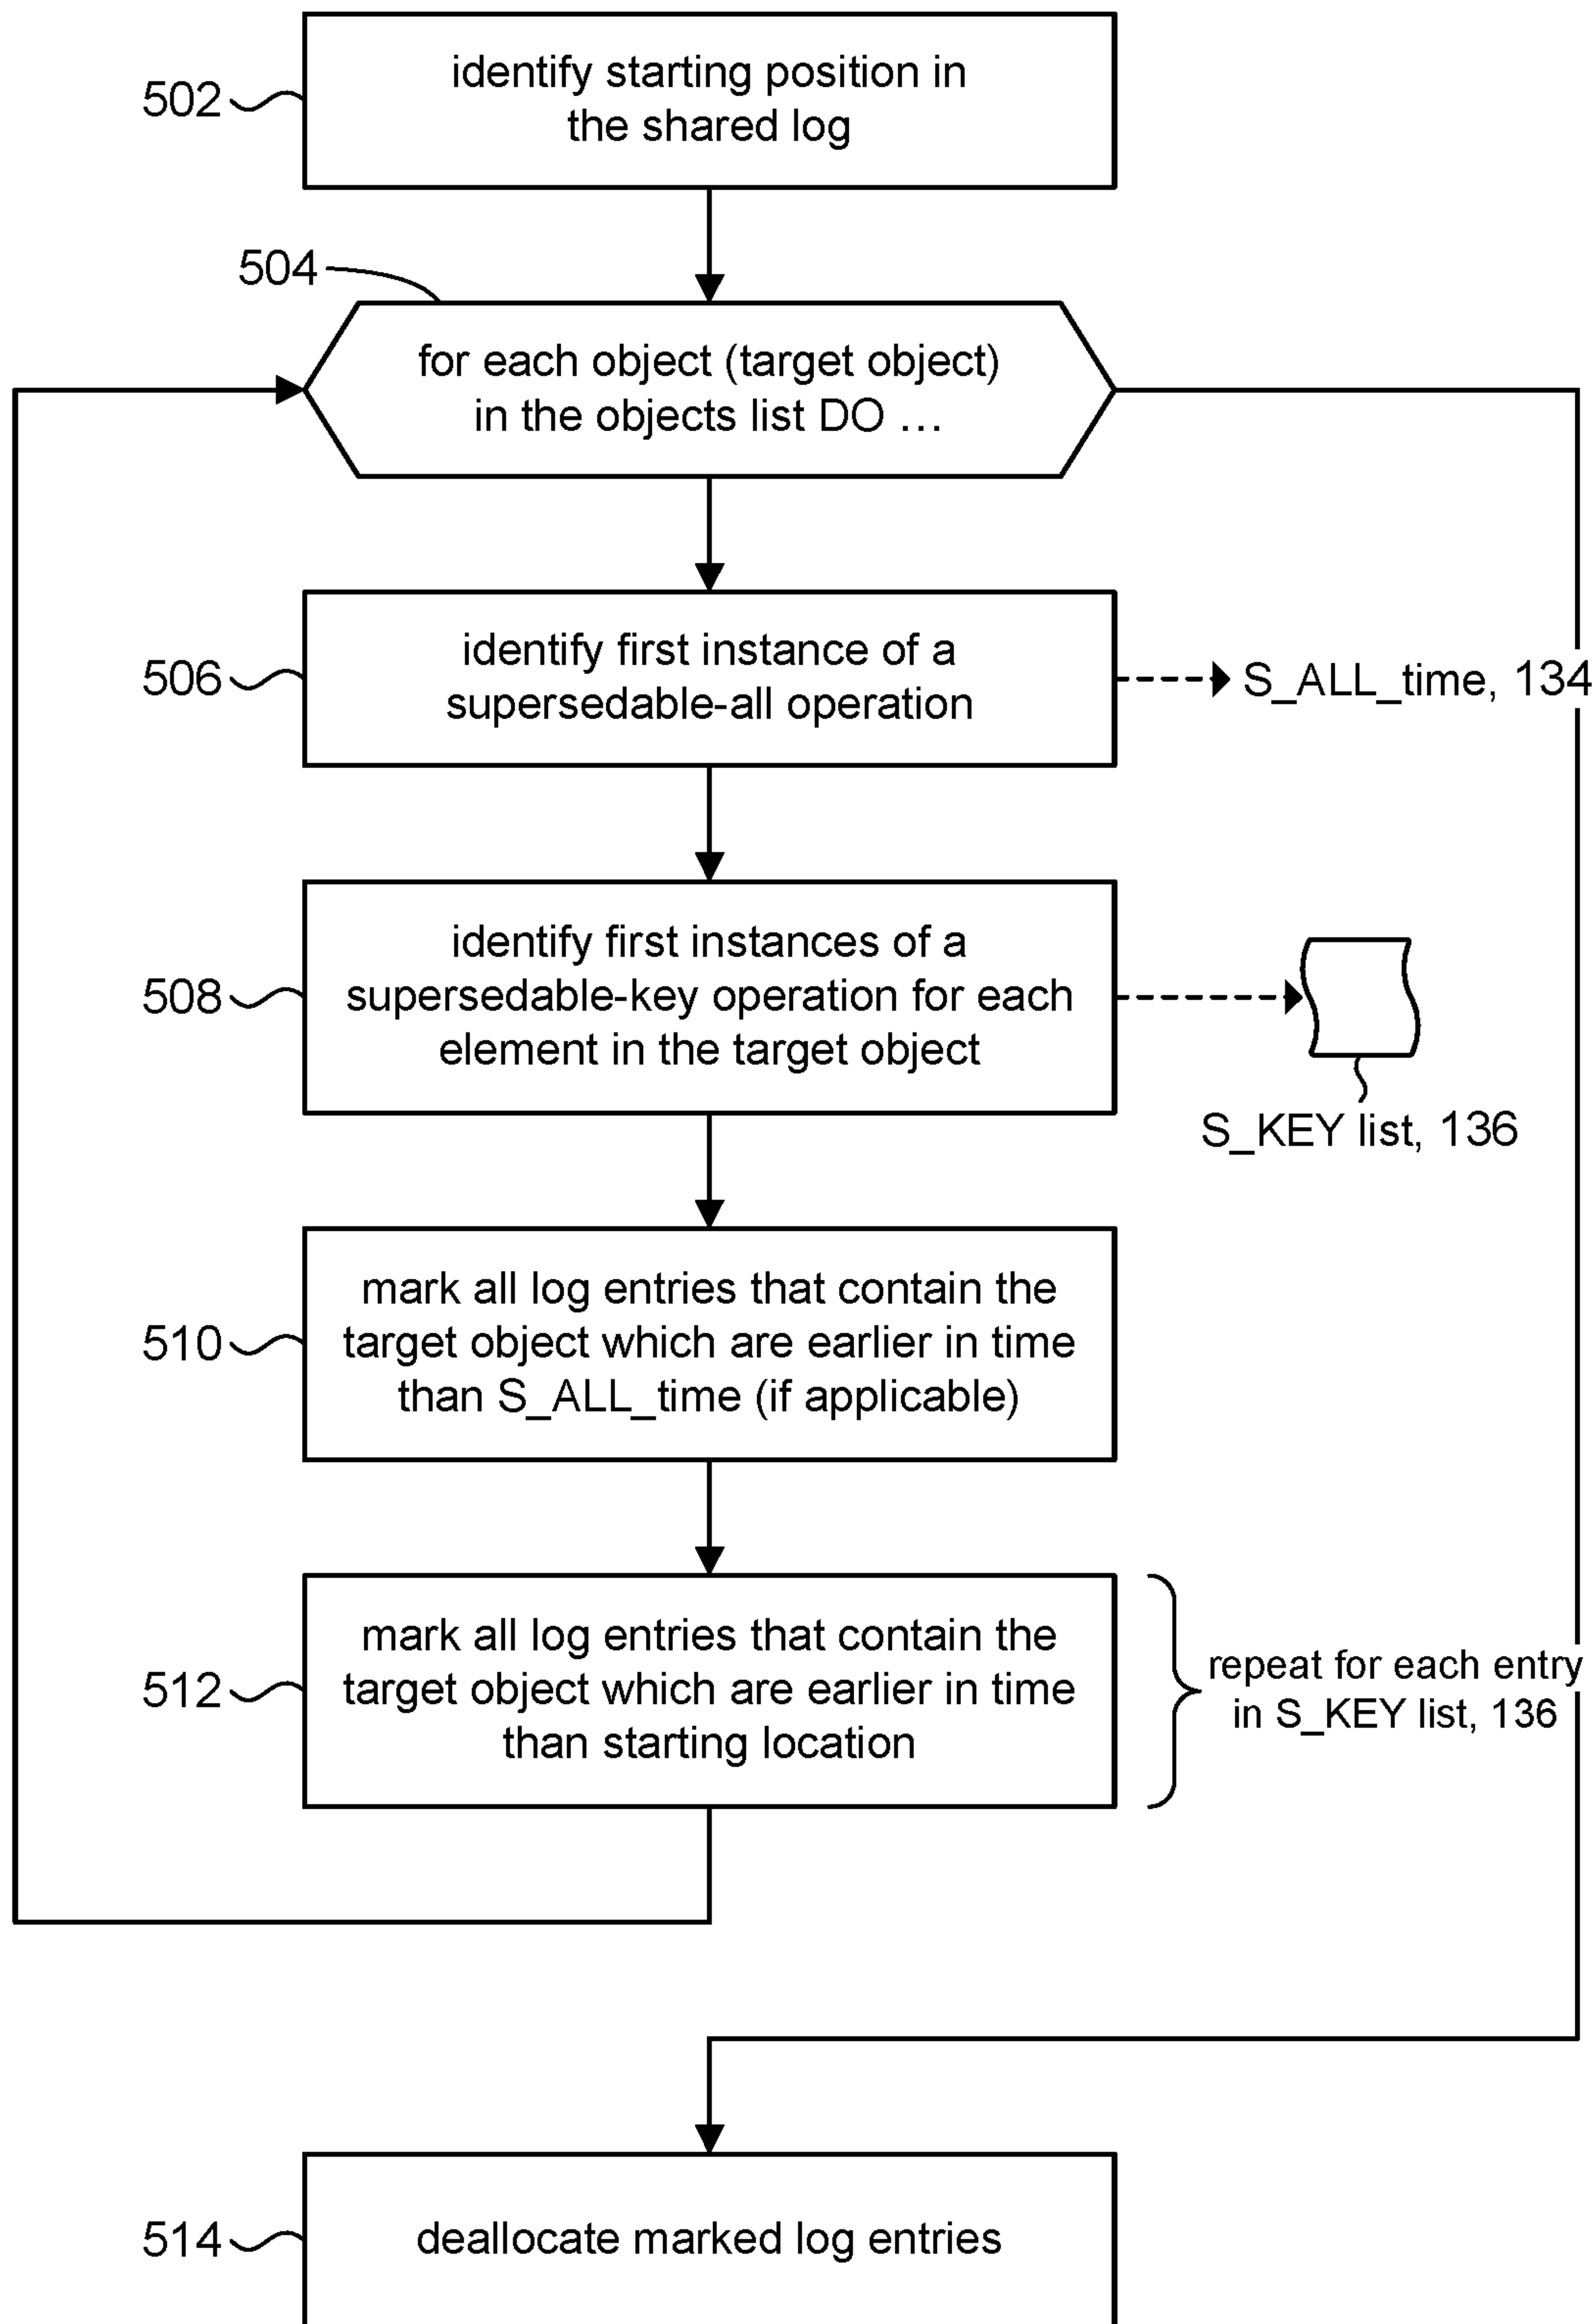 502
identify starting position in
the shared log
504
for each object (target object)
in the objects list DO ...
506
identify first instance of a
supersedable-all operation
S_ALL_time, 134
508
identify first instances of a
supersedable-key operation for each
element in the target object
S_KEY list, 136
510
mark all log entries that contain the
target object which are earlier in time
than S_ALL_time (if applicable)
512
mark all log entries that contain the
target object which are earlier in time
than starting location
repeat for each entry
in S_KEY list, 136
514
deallocate marked log entries